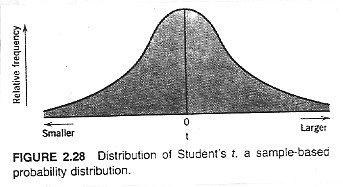 Relative frequency
0
Smaller
Larger
t
FIGURE 2.28 Distribution of Student's t, a sample-based
probability distribution.